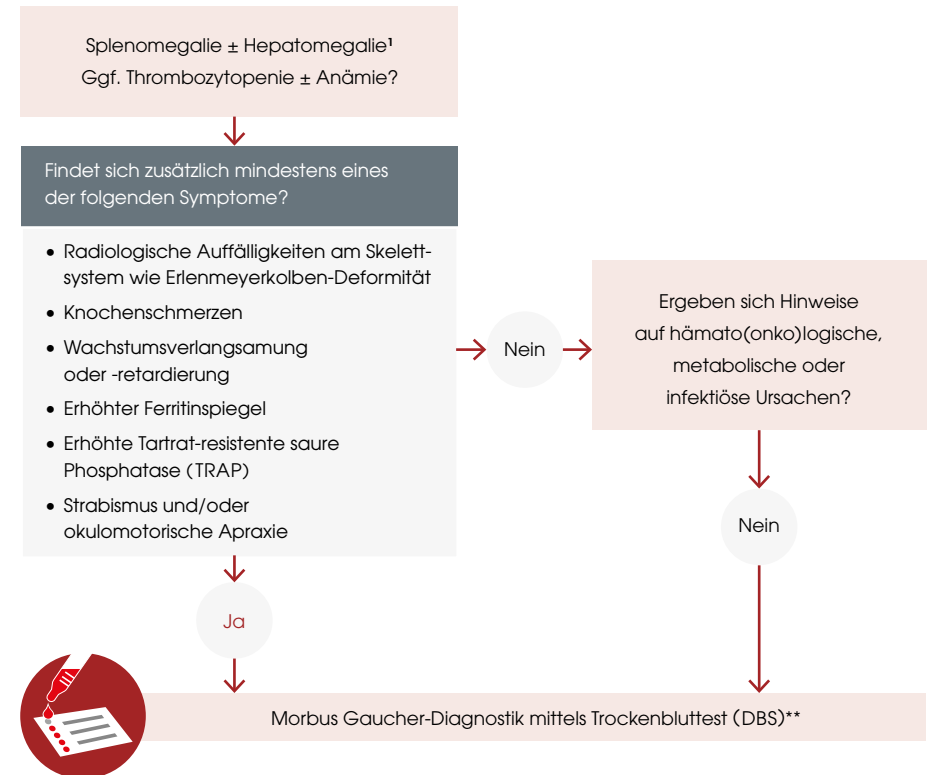 Splenomegalie ± Hepatomegalie¹
Ggf. Thrombozytopenie ± Anämie?
Findet sich zusätzlich mindestens eines
der folgenden Symptome?
• Radiologische Auffälligkeiten am Skelett-
system wie Erlenmeyerkolben-Deformität
• Knochenschmerzen
• Wachstumsverlangsamung
oder -retardierung
• Erhöhter Ferritinspiegel
• Erhöhte Tartrat-resistente saure
Phosphatase (TRAP)
• Strabismus und/oder
okulomotorische Apraxie
Nein
Ergeben sich Hinweise
auf hämato(onko)logische,
metabolische oder
infektiöse Ursachen?
Nein
Ja
Morbus Gaucher-Diagnostik mittels Trockenbluttest (DBS)**